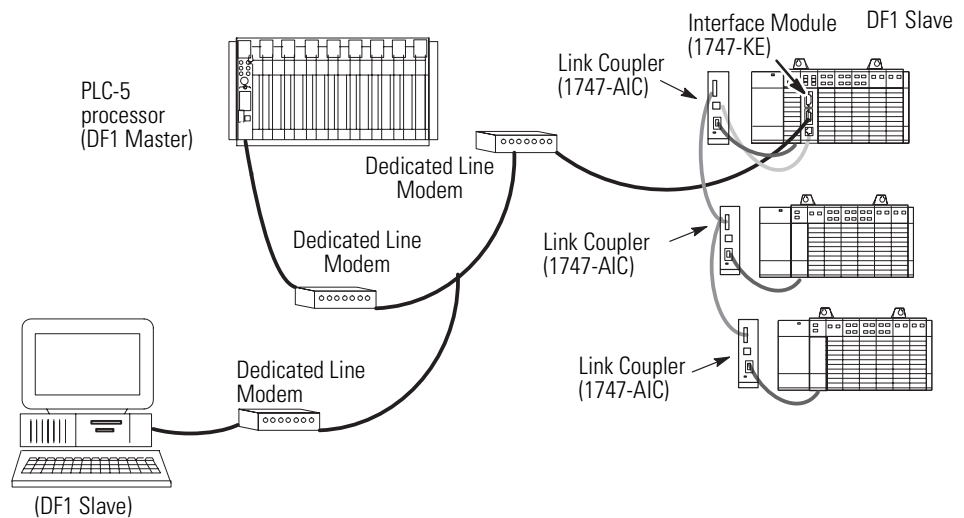 Interface Module
(1747-KE)
DF1 Slave
Link Coupler
(1747-AIC)
PLC-5
processor
(DF1 Master)
Dedicated Line
Modem
Dedicated Line
Modem
Link Coupler
(1747-AIC)
Dedicated Line
Modem
Link Coupler
(1747-AIC)
(DF1 Slave)